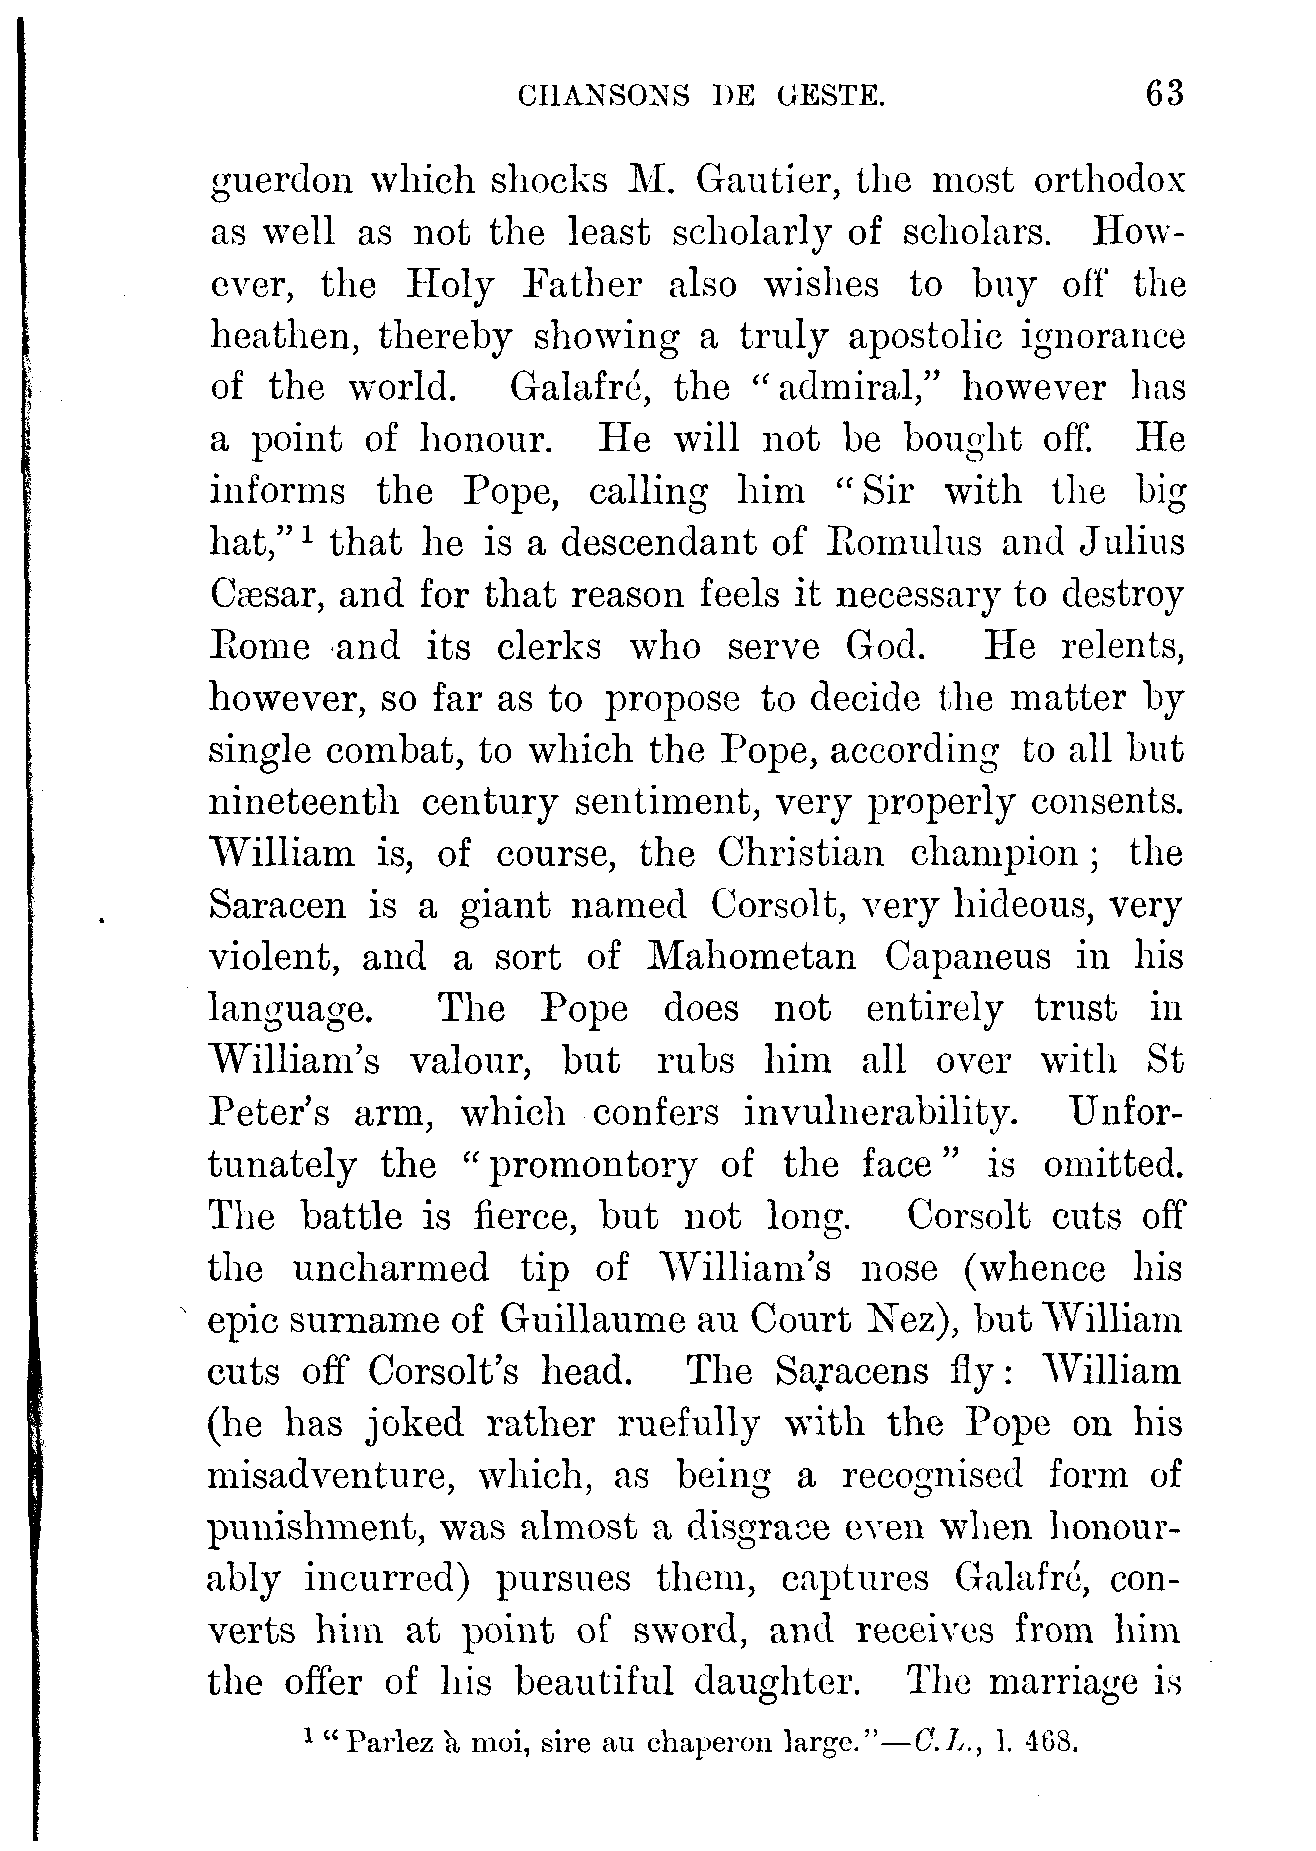 CHANSONS DE GESTE. 63
guerdon which shocks M. Gautier, the most orthodox
as well as not the least scholarly of scholars. How-
ever, the Holy Father also wishes to buy off the
heathen, thereby showing a truly apostolic ignorance
of the world. Galafré, the “admiral,” however has
a point of honour. He will not be bought off. He
informs the Pope, calling him “Sir with the big
hat,”¹ that he is a descendant of Romulus and Julius
Cæsar, and for that reason feels it necessary to destroy
Rome and its clerks who serve God. He relents,
however, so far as to propose to decide the matter by
single combat, to which the Pope, according to all but
nineteenth century sentiment, very properly consents.
William is, of course, the Christian champion; the
Saracen is a giant named Corsolt, very hideous, very
violent, and a sort of Mahometan Capaneus in his
language. The Pope does not entirely trust in
William’s valour, but rubs him all over with St
Peter’s arm, which confers invulnerability. Unfor-
tunately the “promontory of the face” is omitted.
The battle is fierce, but not long. Corsolt cuts off
the uncharmed tip of William’s nose (whence his
epic surname of Guillaume au Court Nez), but William
cuts off Corsolt’s head. The Saracens fly: William
(he has joked rather ruefully with the Pope on his
misadventure, which, as being a recognised form of
punishment, was almost a disgrace even when honour-
ably incurred) pursues them, captures Galafré, con-
verts him at point of sword, and receives from him
the offer of his beautiful daughter. The marriage is
¹ “Parlez à moi, sire au chaperon large.”—C.L., l. 468.